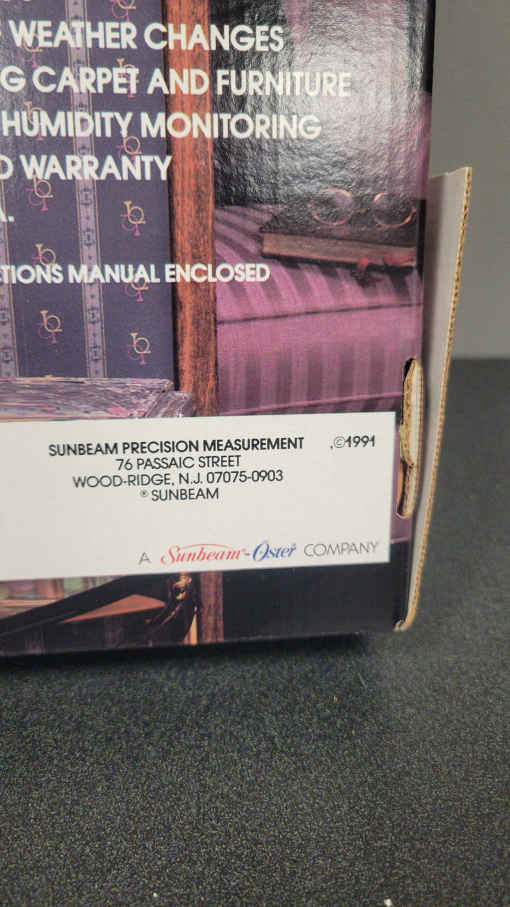 WEATHER CHANGES
G CARPET AND FURNITURE
HUMIDITY MONITORING
D WARRANTY
A.
TIONS MANUAL ENCLOSED
SUNBEAM PRECISION MEASUREMENT ,©1991
76 PASSAIC STREET
WOOD-RIDGE, N.J. 07075-0903
® SUNBEAM
A Sunbeam-Oster COMPANY